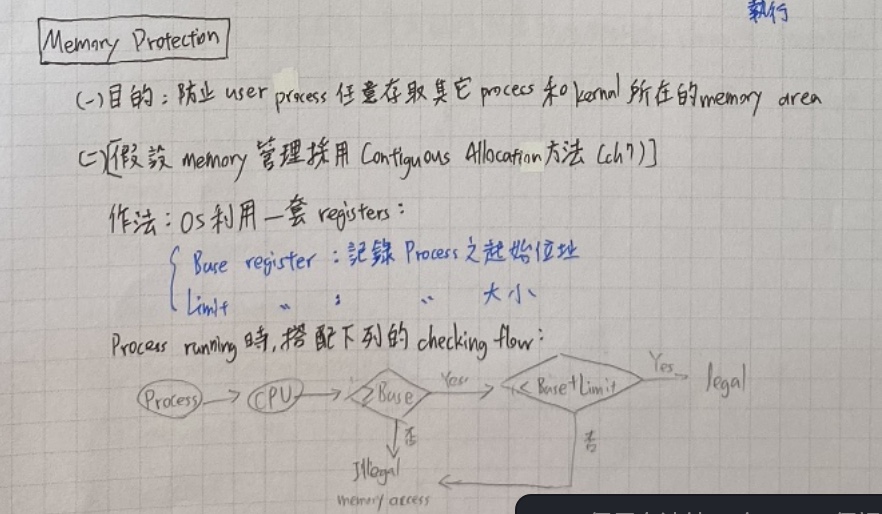 執行
Memory Protection
(一)目的：防止 user process 任意存取其它 process 和 kernal 所在的 memory area
(二)[假設 memory 管理採用 Contiguous Allocation 方法 (ch7)]
作法：OS 利用一套 registers：
Base register：記錄 Process 之起始位址
Limit 〃 ： 〃 大小
Process running 時, 搭配下列的 checking flow：
Process → CPU → ≥Base Yes → < Base+Limit Yes → legal
否 否
Illegal
memory access